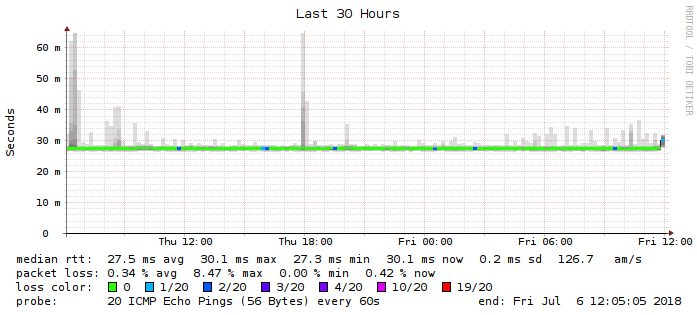 Last 30 Hours
RRDTOOL / TOBI OETIKER
Seconds
60 m
50 m
40 m
30 m
20 m
10 m
0
Thu 12:00 Thu 18:00 Fri 00:00 Fri 06:00 Fri 12:00
median rtt: 27.5 ms avg 30.1 ms max 27.3 ms min 30.1 ms now 0.2 ms sd 126.7 am/s
packet loss: 0.34 % avg 8.47 % max 0.00 % min 0.42 % now
loss color: 0 1/20 2/20 3/20 4/20 10/20 19/20
probe: 20 ICMP Echo Pings (56 Bytes) every 60s end: Fri Jul 6 12:05:05 2018